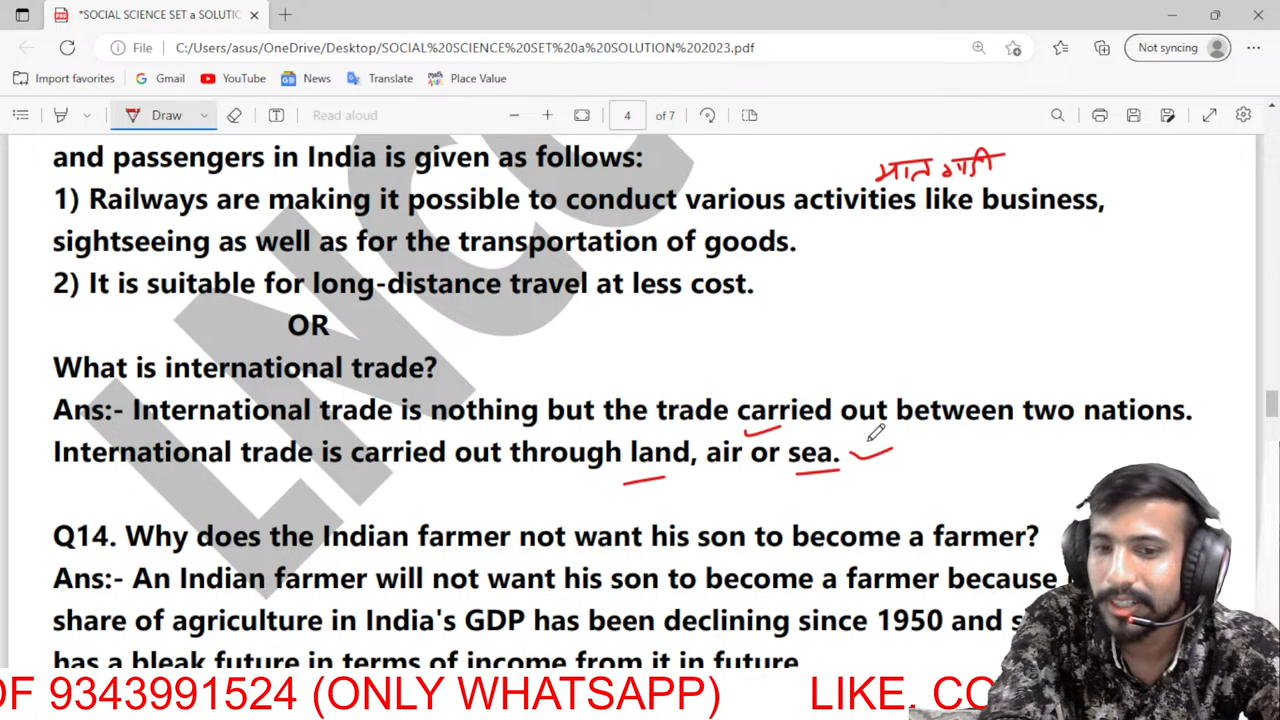 *SOCIAL SCIENCE SET a SOLUTIC
File C:/Users/asus/OneDrive/Desktop/SOCIAL%20SCIENCE%20SET%20a%20SOLUTION%202023.pdf
Not syncing
Import favorites Gmail YouTube News Translate Place Value
Draw Read aloud 4 of 7
and passengers in India is given as follows:
माल गाड़ी
1) Railways are making it possible to conduct various activities like business,
sightseeing as well as for the transportation of goods.
2) It is suitable for long-distance travel at less cost.
OR
What is international trade?
Ans:- International trade is nothing but the trade carried out between two nations.
International trade is carried out through land, air or sea.
Q14. Why does the Indian farmer not want his son to become a farmer?
Ans:- An Indian farmer will not want his son to become a farmer because
share of agriculture in India's GDP has been declining since 1950 and s
has a bleak future in terms of income from it in future
DF 9343991524 (ONLY WHATSAPP) LIKE. CO
LNCC